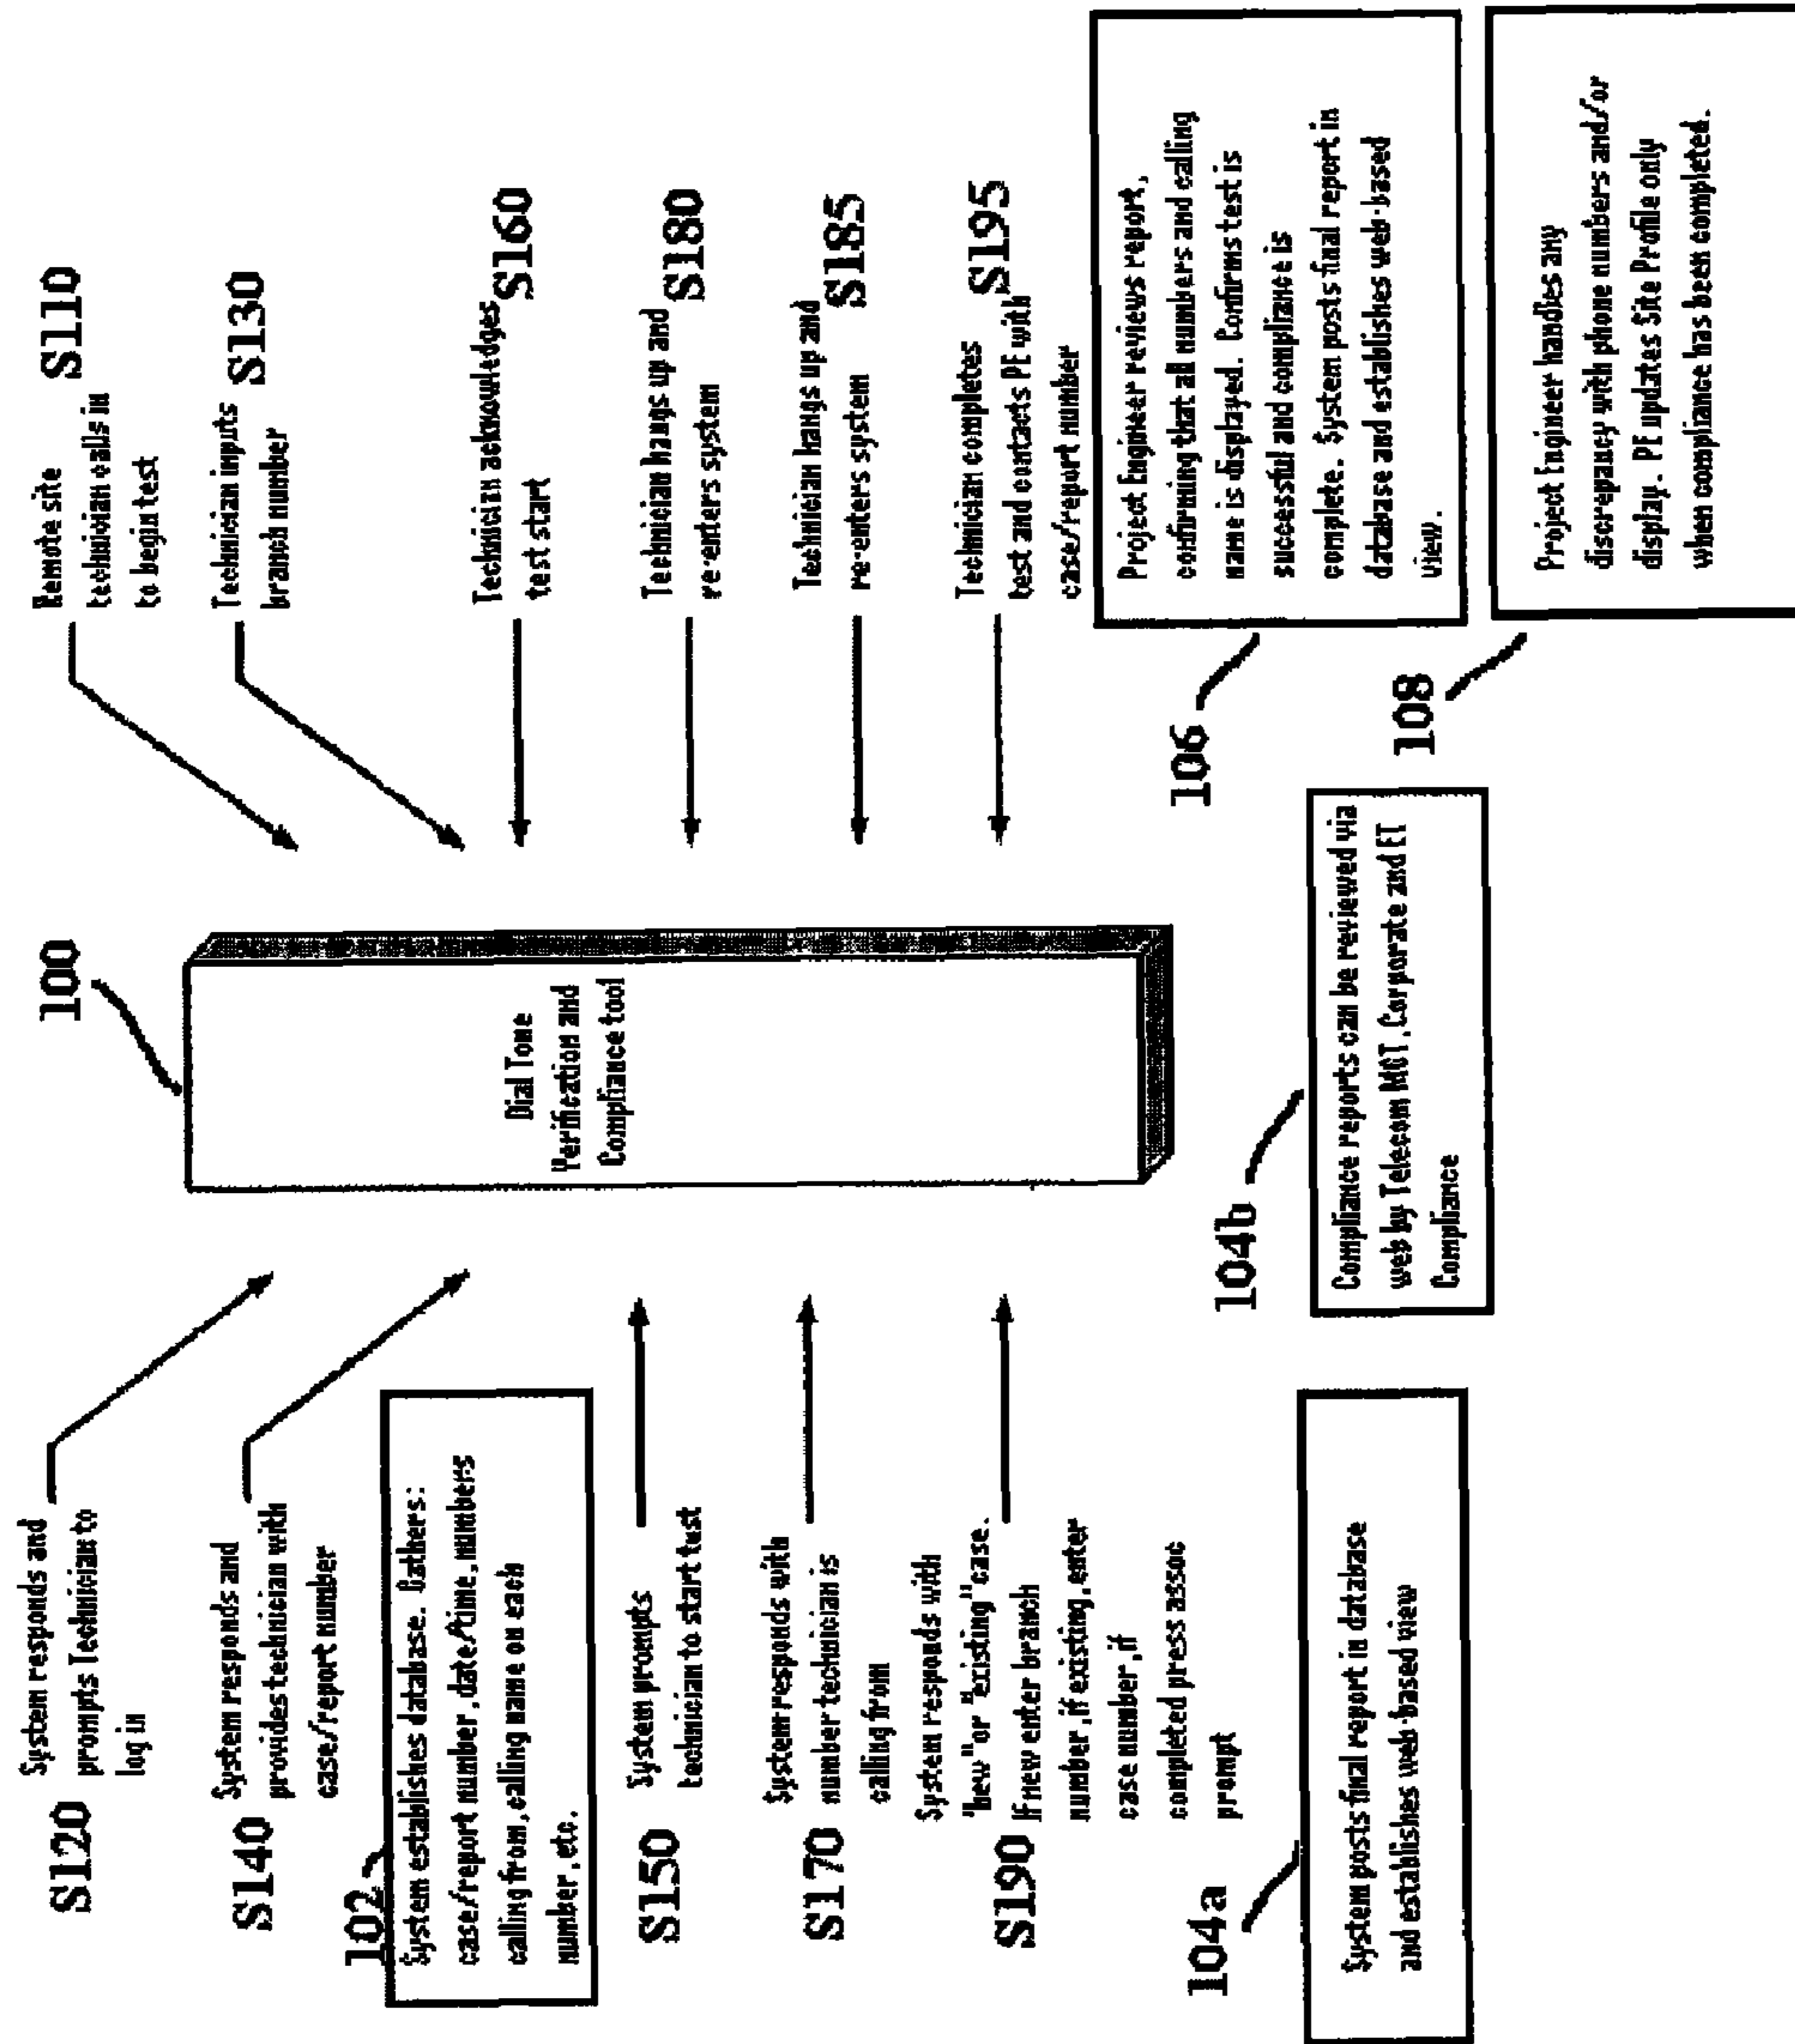 S120
System responds and
prompts Technician to
log in
S140
System responds and
provides technician with
case/report number
102
System establishes database. Gathers:
case/report number, date/time, numbers
calling from, calling name on each
number, etc.
S150
System prompts
technician to start test
S170
System responds with
number technician is
calling from
S190
System responds with
"new" or "existing" case.
If new enter branch
number, if existing, enter
case number, if
completed press assoc
prompt
104a
System posts final report in database
and establishes web-based view
100
Dial Tone
Verification and
Compliance tool
104b
Compliance reports can be reviewed via
web by Telecom MGT, Corporate and ET
Compliance
Remote site
technician calls in
to begin test
S110
Technician inputs
branch number
S130
Technician acknowledges
test start
S160
Technician hangs up and
re-enters system
S180
Technician hangs up and
re-enters system
S185
Technician completes
test and contacts PE with
case/report number
S195
106
Project Engineer reviews report,
confirming that all numbers and calling
name is displayed. Confirms test is
successful and compliance is
complete. System posts final report in
database and establishes web-based
view.
108
Project Engineer handles any
discrepancy with phone numbers and/or
display. PE updates Site Profile only
when compliance has been completed.